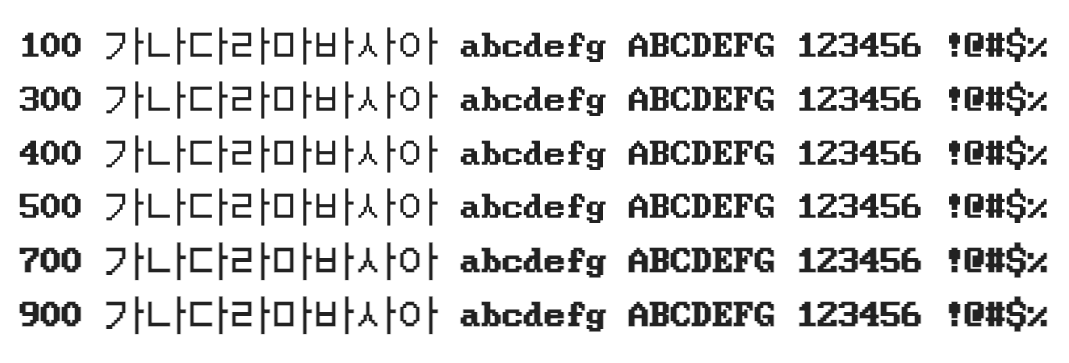 100 가나다라마바사아 abcdefg ABCDEFG 123456 !@#$%
300 가나다라마바사아 abcdefg ABCDEFG 123456 !@#$%
400 가나다라마바사아 abcdefg ABCDEFG 123456 !@#$%
500 가나다라마바사아 abcdefg ABCDEFG 123456 !@#$%
700 가나다라마바사아 abcdefg ABCDEFG 123456 !@#$%
900 가나다라마바사아 abcdefg ABCDEFG 123456 !@#$%